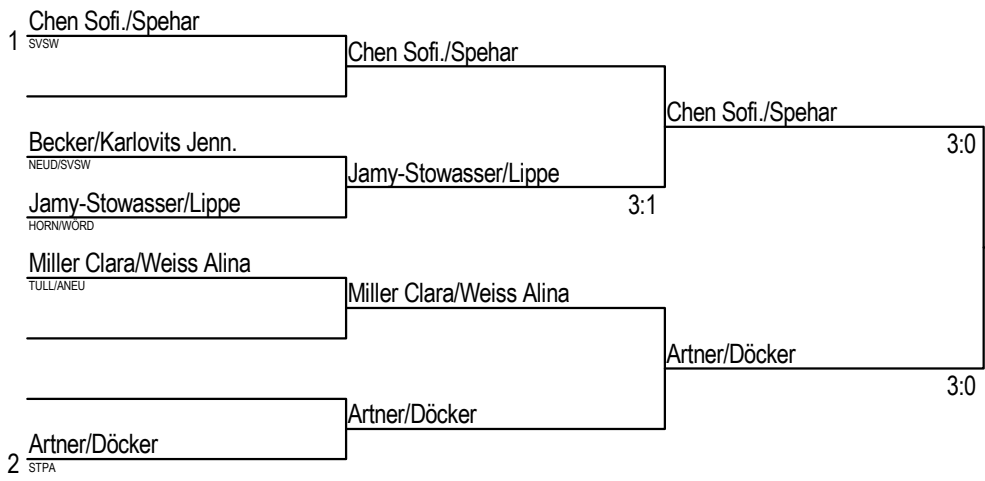 Chen Sofi./Spehar
1 SVSW
Chen Sofi./Spehar
Chen Sofi./Spehar
3:0
Becker/Karlovits Jenn.
NEUD/SVSW
Jamy-Stowasser/Lippe
3:1
Jamy-Stowasser/Lippe
HORN/WÖRD
Miller Clara/Weiss Alina
TULL/ANEU
Miller Clara/Weiss Alina
Artner/Döcker
3:0
Artner/Döcker
Artner/Döcker
2 STPA